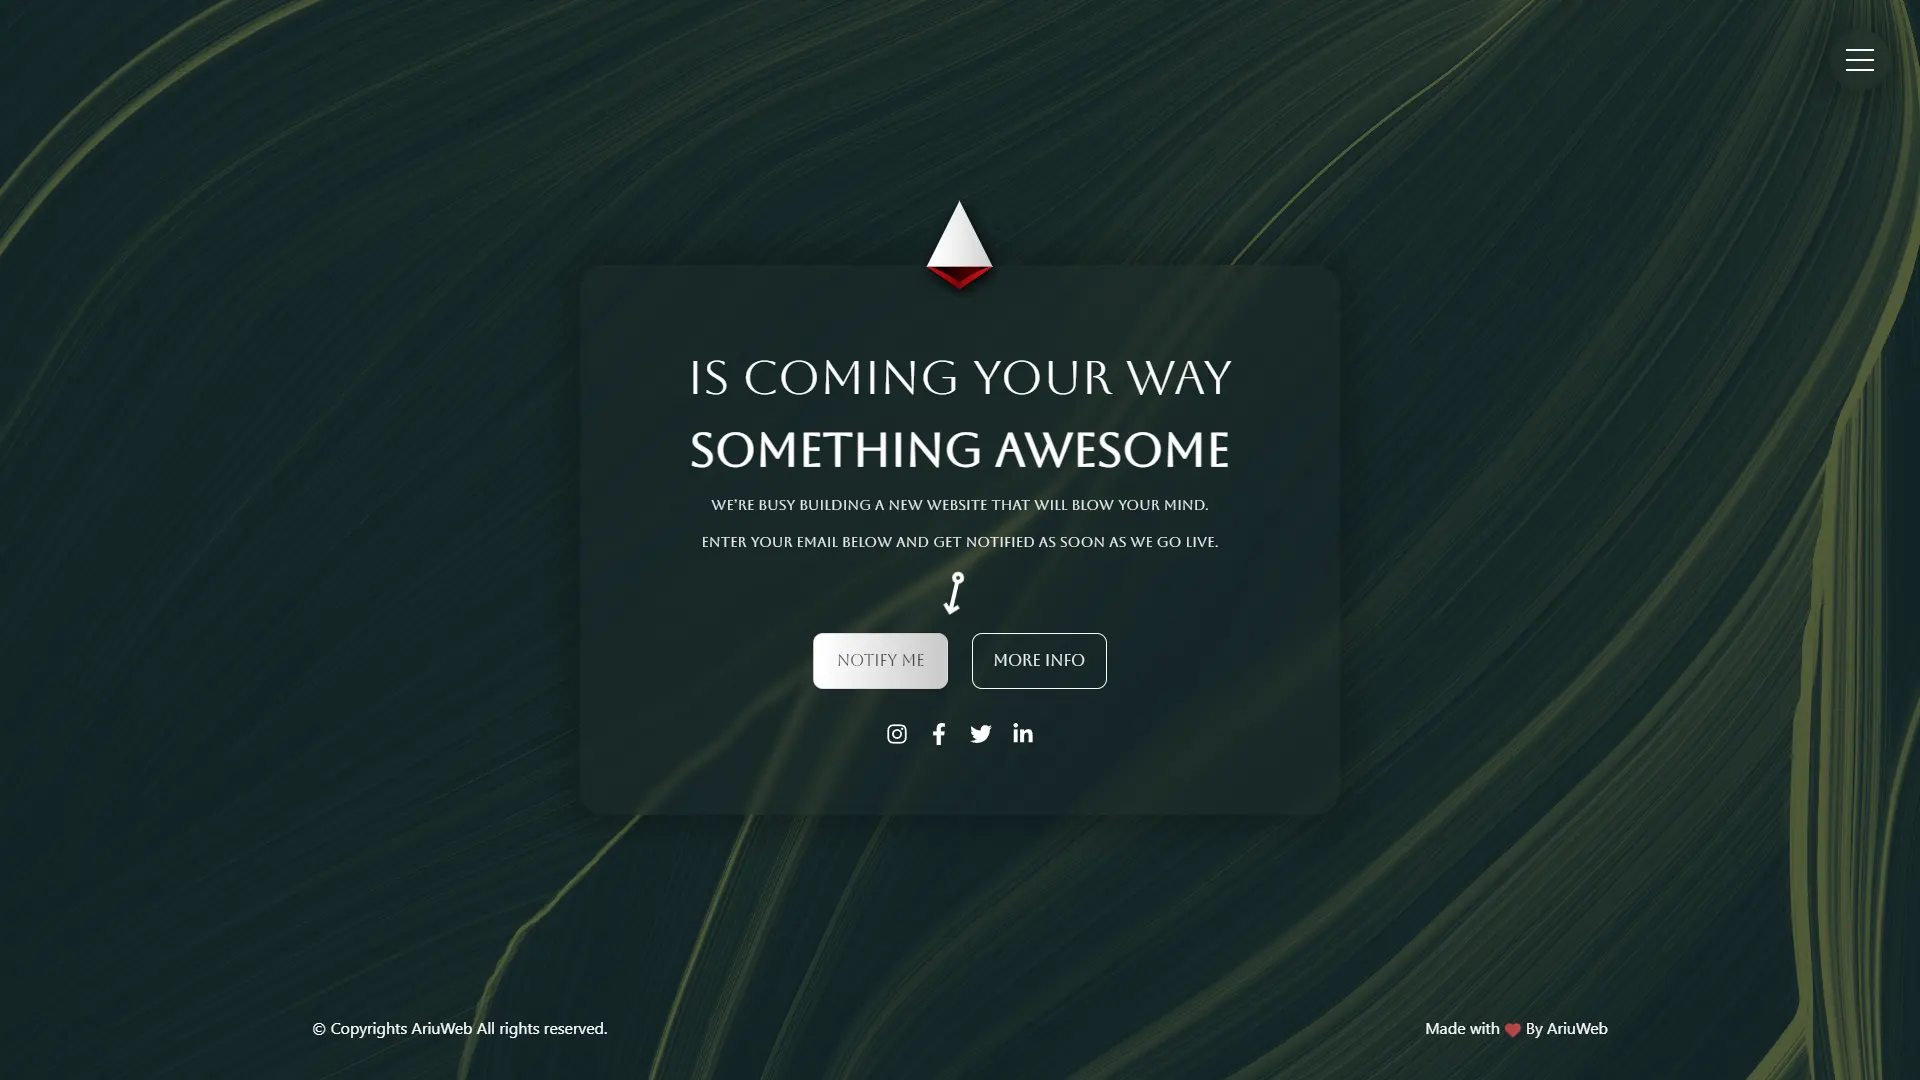 IS COMING YOUR WAY
SOMETHING AWESOME
WE'RE BUSY BUILDING A NEW WEBSITE THAT WILL BLOW YOUR MIND.
ENTER YOUR EMAIL BELOW AND GET NOTIFIED AS SOON AS WE GO LIVE.
NOTIFY ME
MORE INFO
© Copyrights AriuWeb All rights reserved.
Made with ❤ By AriuWeb